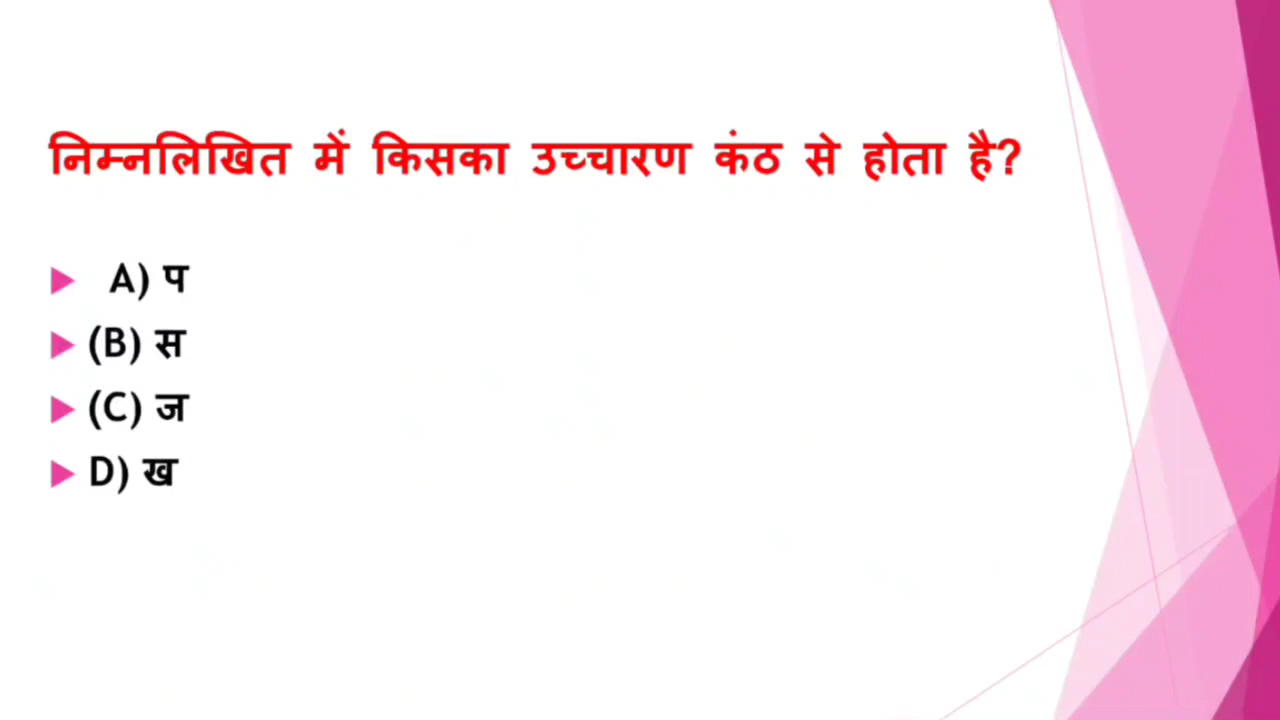 निम्नलिखित में किसका उच्चारण कंठ से होता है?
A) प
(B) स
(C) ज
D) ख